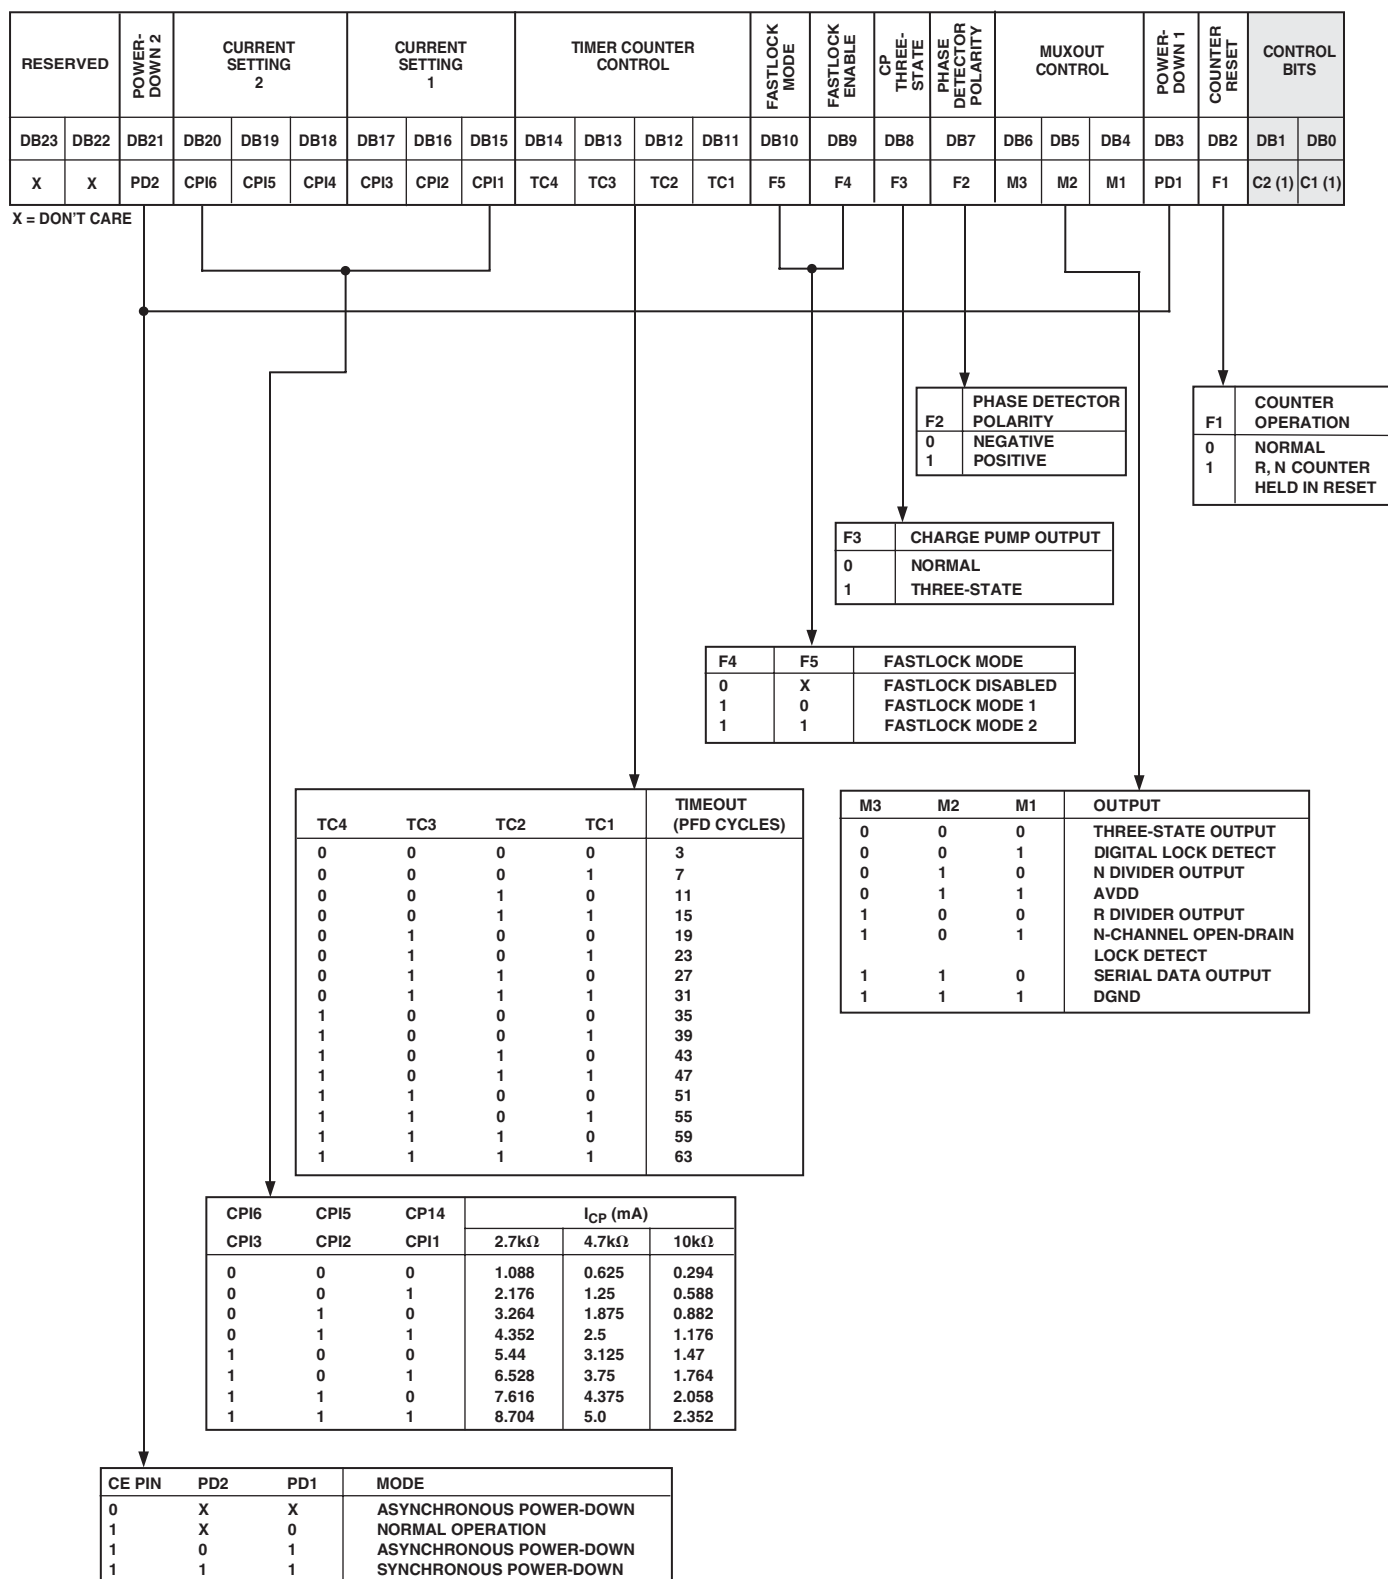 RESERVED
POWER-
DOWN 2
CURRENT
SETTING
2
CURRENT
SETTING
1
TIMER COUNTER
CONTROL
FASTLOCK
MODE
FASTLOCK
ENABLE
CP
THREE-
STATE
PHASE
DETECTOR
POLARITY
MUXOUT
CONTROL
POWER-
DOWN 1
COUNTER
RESET
CONTROL
BITS
DB23 DB22 DB21 DB20 DB19 DB18 DB17 DB16 DB15 DB14 DB13 DB12 DB11 DB10 DB9 DB8 DB7 DB6 DB5 DB4 DB3 DB2 DB1 DB0
X X PD2 CPI6 CPI5 CPI4 CPI3 CPI2 CPI1 TC4 TC3 TC2 TC1 F5 F4 F3 F2 M3 M2 M1 PD1 F1 C2 (1) C1 (1)
X = DON'T CARE
PHASE DETECTOR
F2 POLARITY
0 NEGATIVE
1 POSITIVE
COUNTER
F1 OPERATION
0 NORMAL
1 R, N COUNTER
HELD IN RESET
F3 CHARGE PUMP OUTPUT
0 NORMAL
1 THREE-STATE
F4 F5 FASTLOCK MODE
0 X FASTLOCK DISABLED
1 0 FASTLOCK MODE 1
1 1 FASTLOCK MODE 2
TIMEOUT
TC4 TC3 TC2 TC1 (PFD CYCLES)
0 0 0 0 3
0 0 0 1 7
0 0 1 0 11
0 0 1 1 15
0 1 0 0 19
0 1 0 1 23
0 1 1 0 27
0 1 1 1 31
1 0 0 0 35
1 0 0 1 39
1 0 1 0 43
1 0 1 1 47
1 1 0 0 51
1 1 0 1 55
1 1 1 0 59
1 1 1 1 63
M3 M2 M1 OUTPUT
0 0 0 THREE-STATE OUTPUT
0 0 1 DIGITAL LOCK DETECT
0 1 0 N DIVIDER OUTPUT
0 1 1 AVDD
1 0 0 R DIVIDER OUTPUT
1 0 1 N-CHANNEL OPEN-DRAIN
LOCK DETECT
1 1 0 SERIAL DATA OUTPUT
1 1 1 DGND
CPI6 CPI5 CP14 ICP (mA)
CPI3 CPI2 CPI1 2.7kΩ 4.7kΩ 10kΩ
0 0 0 1.088 0.625 0.294
0 0 1 2.176 1.25 0.588
0 1 0 3.264 1.875 0.882
0 1 1 4.352 2.5 1.176
1 0 0 5.44 3.125 1.47
1 0 1 6.528 3.75 1.764
1 1 0 7.616 4.375 2.058
1 1 1 8.704 5.0 2.352
CE PIN PD2 PD1 MODE
0 X X ASYNCHRONOUS POWER-DOWN
1 X 0 NORMAL OPERATION
1 0 1 ASYNCHRONOUS POWER-DOWN
1 1 1 SYNCHRONOUS POWER-DOWN